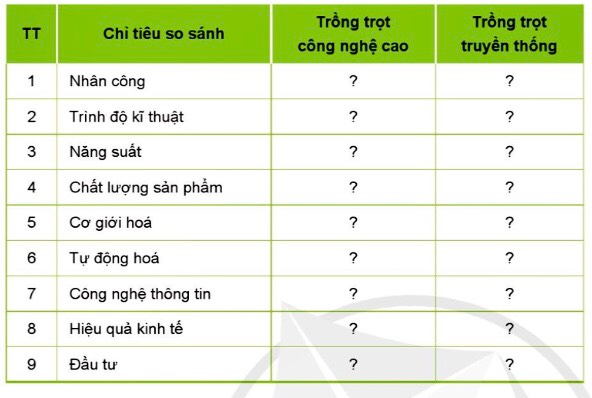 TT Chỉ tiêu so sánh Trồng trọt công nghệ cao Trồng trọt truyền thống
1 Nhân công ? ?
2 Trình độ kĩ thuật ? ?
3 Năng suất ? ?
4 Chất lượng sản phẩm ? ?
5 Cơ giới hoá ? ?
6 Tự động hoá ? ?
7 Công nghệ thông tin ? ?
8 Hiệu quả kinh tế ? ?
9 Đầu tư ? ?